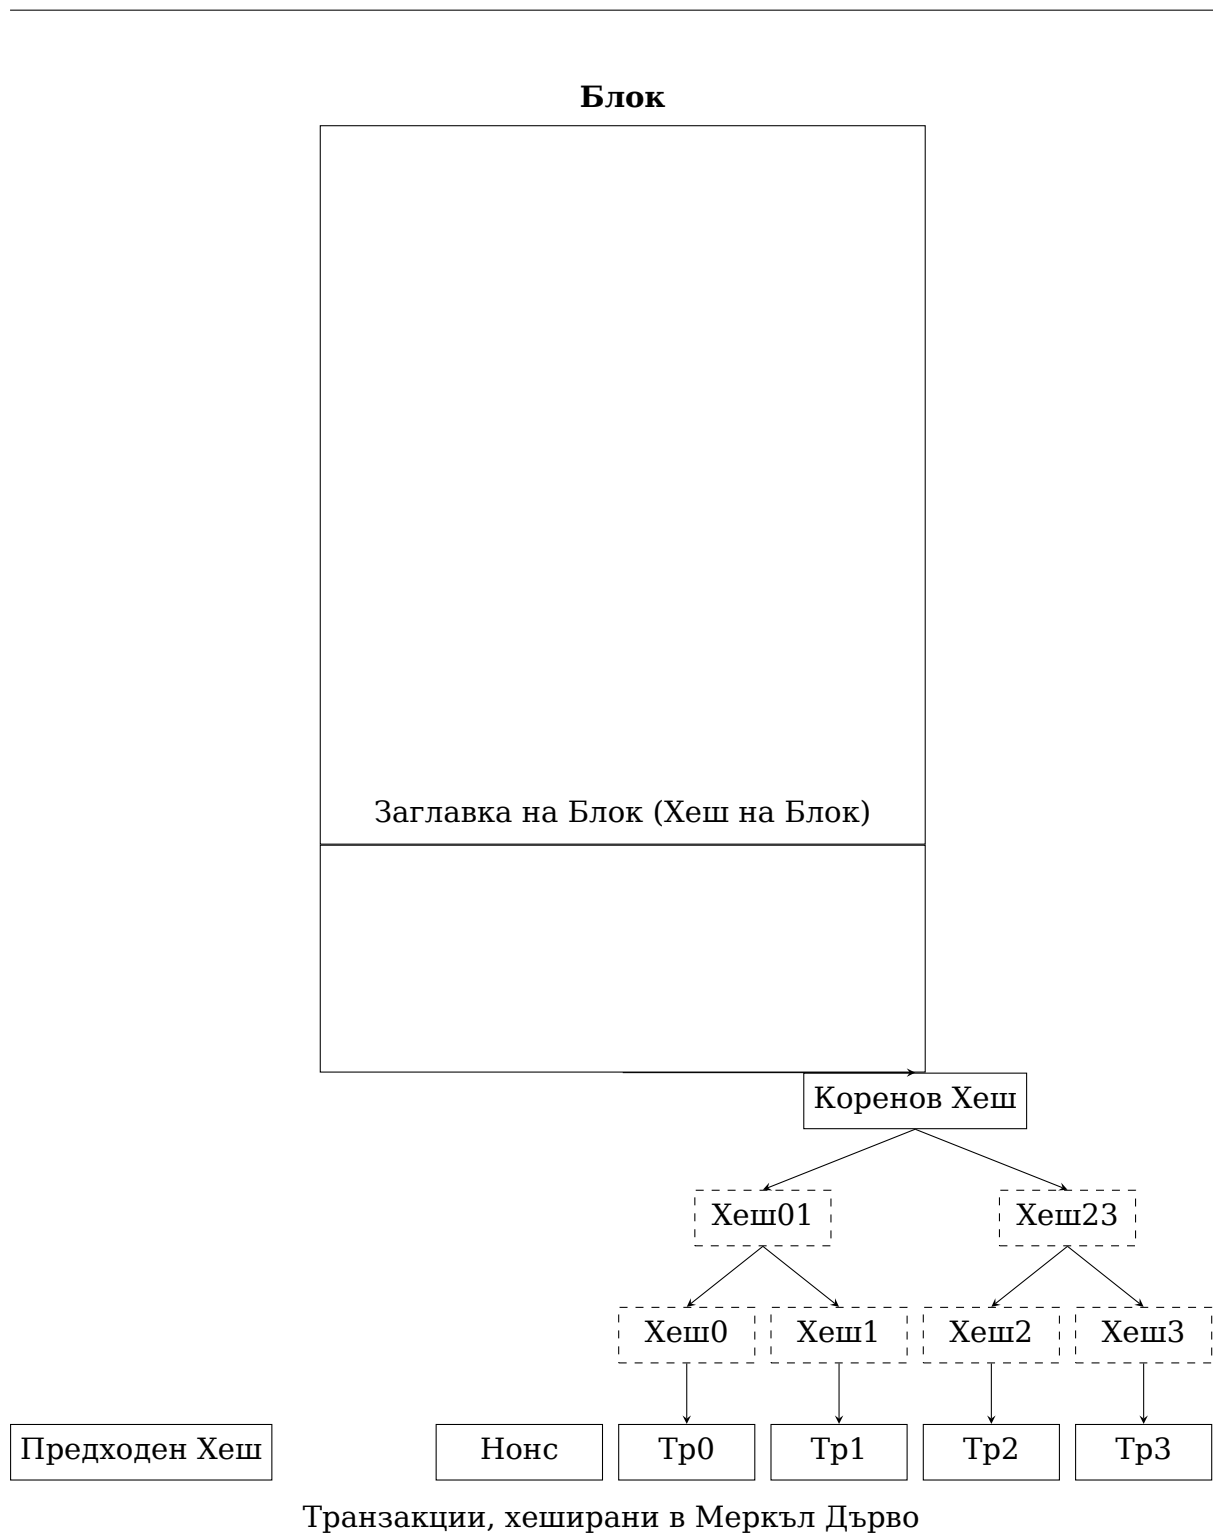 Блок
Заглавка на Блок (Хеш на Блок)
Коренов Хеш
Хеш01 Хеш23
Хеш0 Хеш1 Хеш2 Хеш3
Предходен Хеш Нонс Тр0 Тр1 Тр2 Тр3
Транзакции, хеширани в Меркъл Дърво